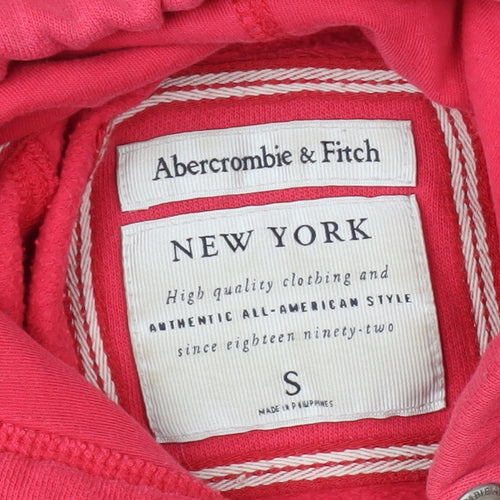 Abercrombie & Fitch
NEW YORK
High quality clothing and
AUTHENTIC ALL-AMERICAN STYLE
since eighteen ninety-two
S
MADE IN PHILIPPINES